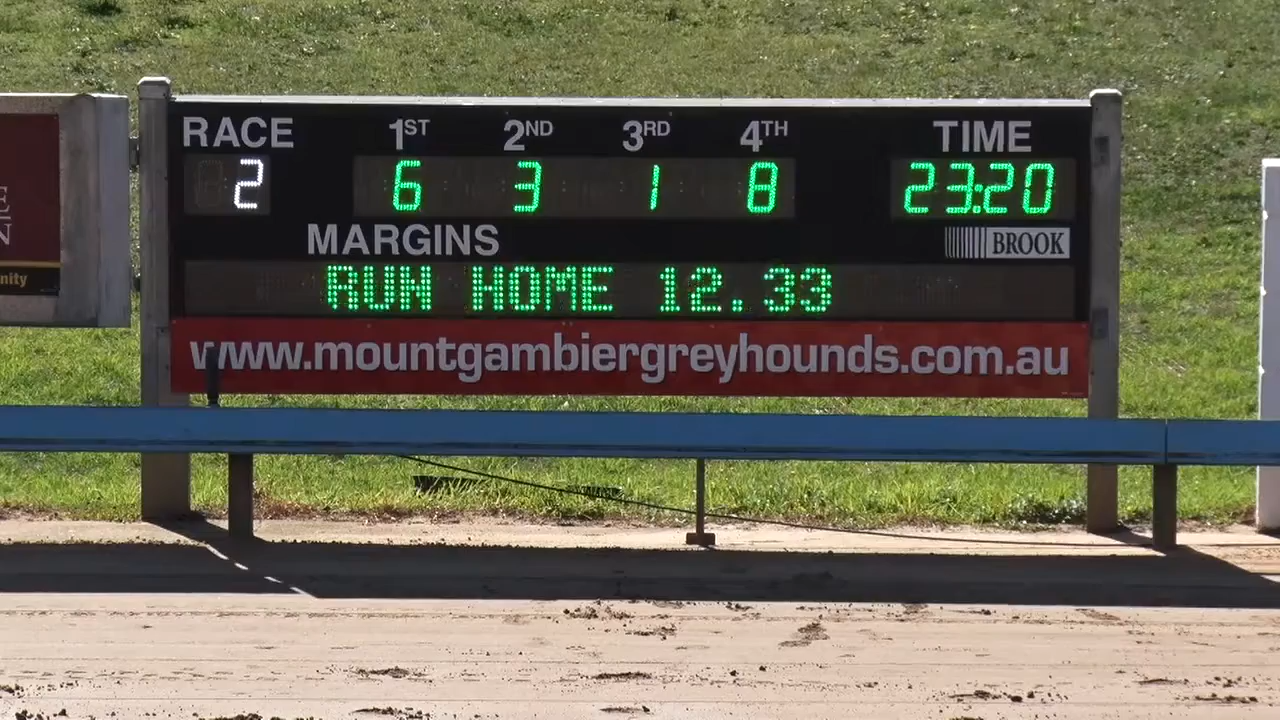 RACE 1ST 2ND 3RD 4TH TIME
2 6 3 1 8 23:20
MARGINS BROOK
RUN HOME 12.33
www.mountgambiergreyhounds.com.au
nity